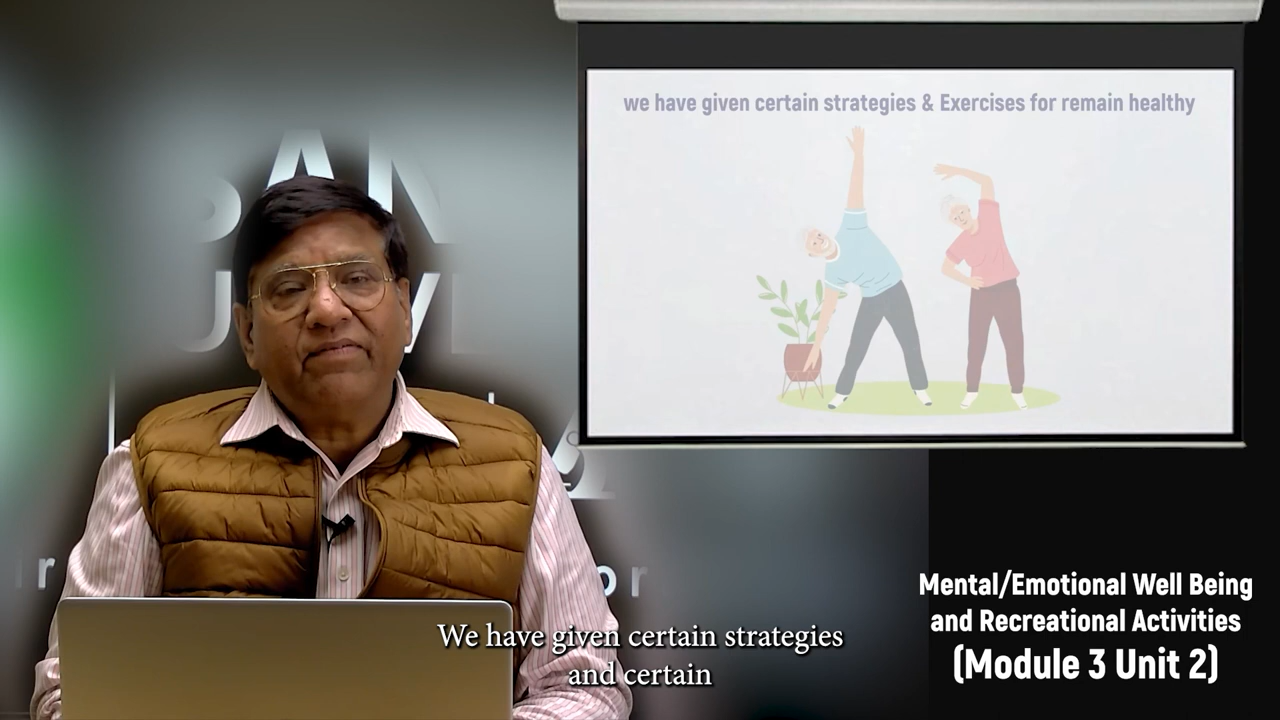 we have given certain strategies & Exercises for remain healthy
We have given certain strategies
and certain
Mental/Emotional Well Being
and Recreational Activities
(Module 3 Unit 2)